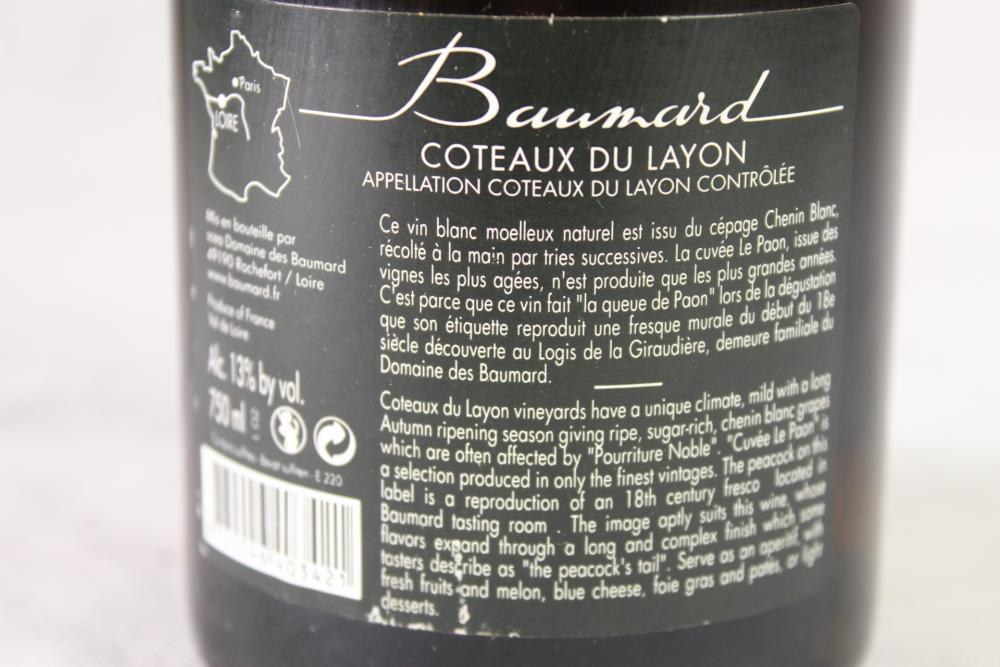 Paris
LOIRE
Baumard
COTEAUX DU LAYON
APPELLATION COTEAUX DU LAYON CONTRÔLÉE
Mis en bouteille par
Domaine des Baumard
49190 Rochefort / Loire
www.baumard.fr
Produce of France
Val de Loire
Alc. 13% by vol.
750 ml
Ce vin blanc moelleux naturel est issu du cépage Chenin Blanc,
récolté à la main par tries successives. La cuvée Le Paon, issue des
vignes les plus agées, n'est produite que les plus grandes années.
C'est parce que ce vin fait "la queue de Paon" lors de la dégustation
que son étiquette reproduit une fresque murale du début du 18e
siècle découverte au Logis de la Giraudière, demeure familiale du
Domaine des Baumard.
Coteaux du Layon vineyards have a unique climate, mild with a long
Autumn ripening season giving ripe, sugar-rich, chenin blanc grapes
which are often affected by "Pourriture Noble". "Cuvée Le Paon" is
a selection produced in only the finest vintages. The peacock on this
label is a reproduction of an 18th century fresco located in
Baumard tasting room . The image aptly suits this wine, whose
flavors expand through a long and complex finish which some
tasters describe as "the peacock's tail". Serve as an aperitif, with
fresh fruits and melon, blue cheese, foie gras and patés, or light
desserts.
E 220
403421